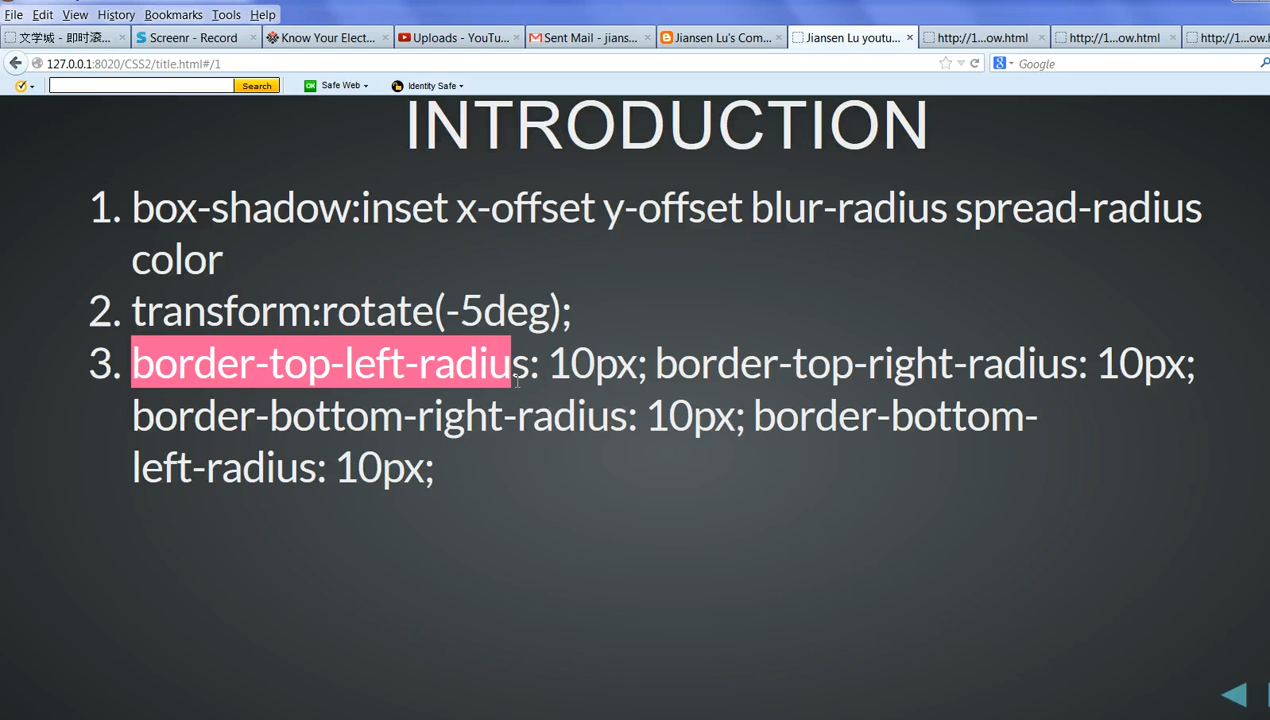 File Edit View History Bookmarks Tools Help
文学城 - 即时滚... × Screenr - Record × Know Your Elect... × Uploads - YouTu... × Sent Mail - jians... × Jiansen Lu's Com... × Jiansen Lu youtu... × http://1...ow.html × http://1...ow.html × http://1...ow.h
127.0.0.1:8020/CSS2/title.html#/1 Google
Search Safe Web Identity Safe
INTRODUCTION
1. box-shadow:inset x-offset y-offset blur-radius spread-radius
color
2. transform:rotate(-5deg);
3. border-top-left-radius: 10px; border-top-right-radius: 10px;
border-bottom-right-radius: 10px; border-bottom-
left-radius: 10px;